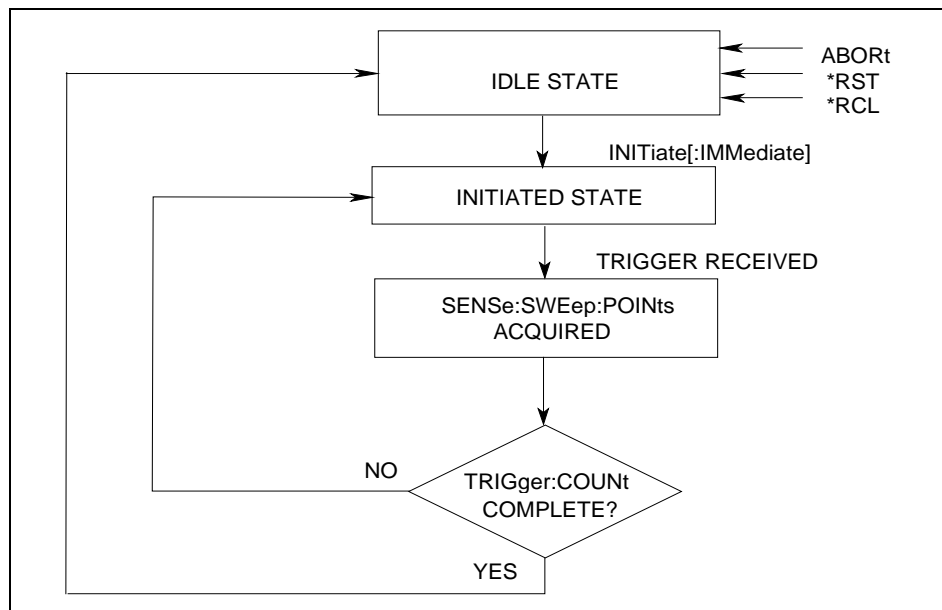 ABORt
IDLE STATE
*RST
*RCL
INITiate[:IMMediate]
INITIATED STATE
TRIGGER RECEIVED
SENSe:SWEep:POINts
ACQUIRED
NO
TRIGger:COUNt
COMPLETE?
YES